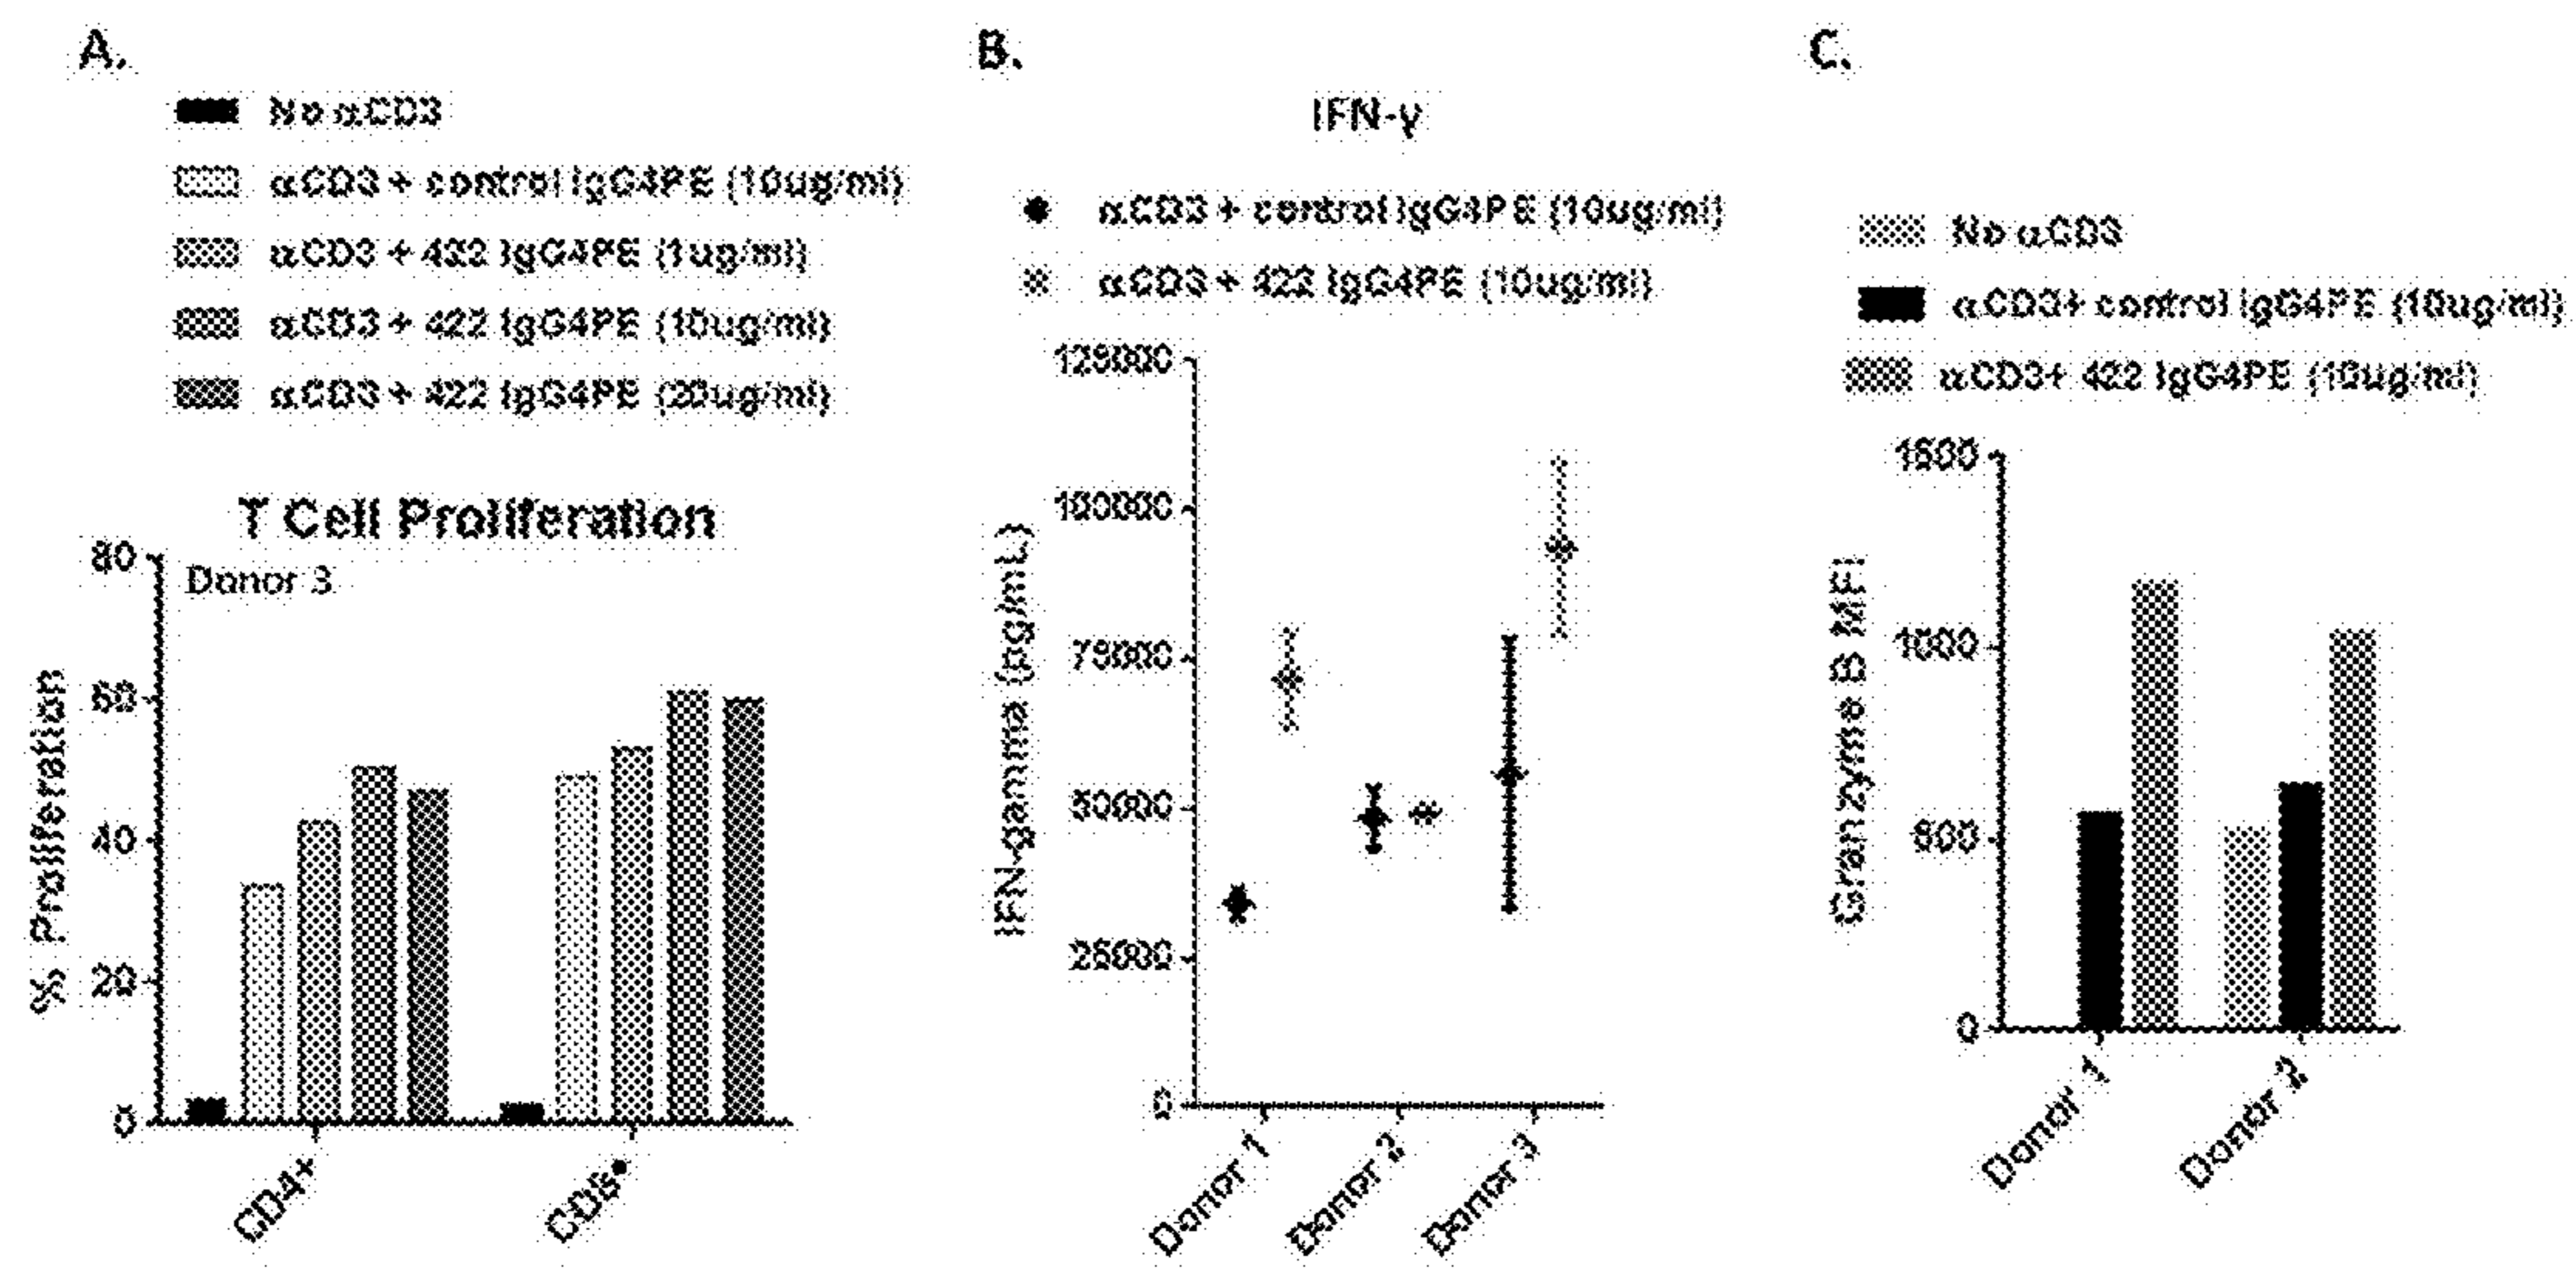 A.
No αCD3
αCD3 + control IgG4PE (10ug/ml)
αCD3 + 422 IgG4PE (1ug/ml)
αCD3 + 422 IgG4PE (10ug/ml)
αCD3 + 422 IgG4PE (20ug/ml)
T Cell Proliferation
Donor 3
% Proliferation
80
60
40
20
0
CD4+
CD8+
B.
IFN-γ
αCD3 + control IgG4PE (10ug/ml)
αCD3 + 422 IgG4PE (10ug/ml)
IFN-gamma (pg/mL)
125000
100000
75000
50000
25000
0
Donor 1
Donor 2
Donor 3
C.
No αCD3
αCD3+ control IgG4PE (10ug/ml)
αCD3+ 422 IgG4PE (10ug/ml)
Granzyme B MFI
1500
1000
500
0
Donor 1
Donor 2